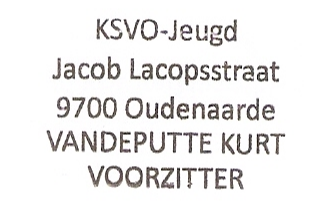 KSVO-Jeugd
Jacob Lacopsstraat
9700 Oudenaarde
VANDEPUTTE KURT
VOORZITTER